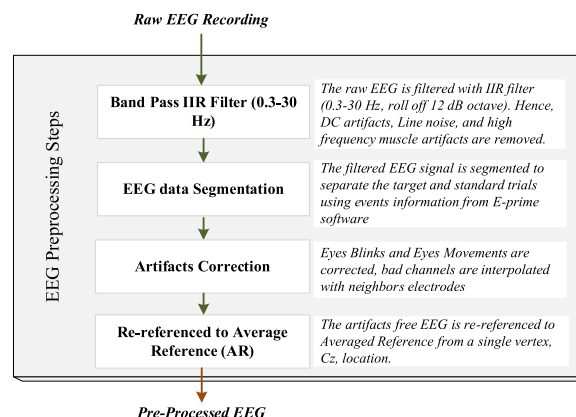 Raw EEG Recording
EEG Preprocessing Steps
Band Pass IIR Filter (0.3-30
Hz)
The raw EEG is filtered with IIR filter
(0.3-30 Hz, roll off 12 dB octave). Hence,
DC artifacts, Line noise, and high
frequency muscle artifacts are removed.
EEG data Segmentation
The filtered EEG signal is segmented to
separate the target and standard trials
using events information from E-prime
software
Artifacts Correction
Eyes Blinks and Eyes Movements are
corrected, bad channels are interpolated
with neighbors electrodes
Re-referenced to Average
Reference (AR)
The artifacts free EEG is re-referenced to
Averaged Reference from a single vertex,
Cz, location.
Pre-Processed EEG